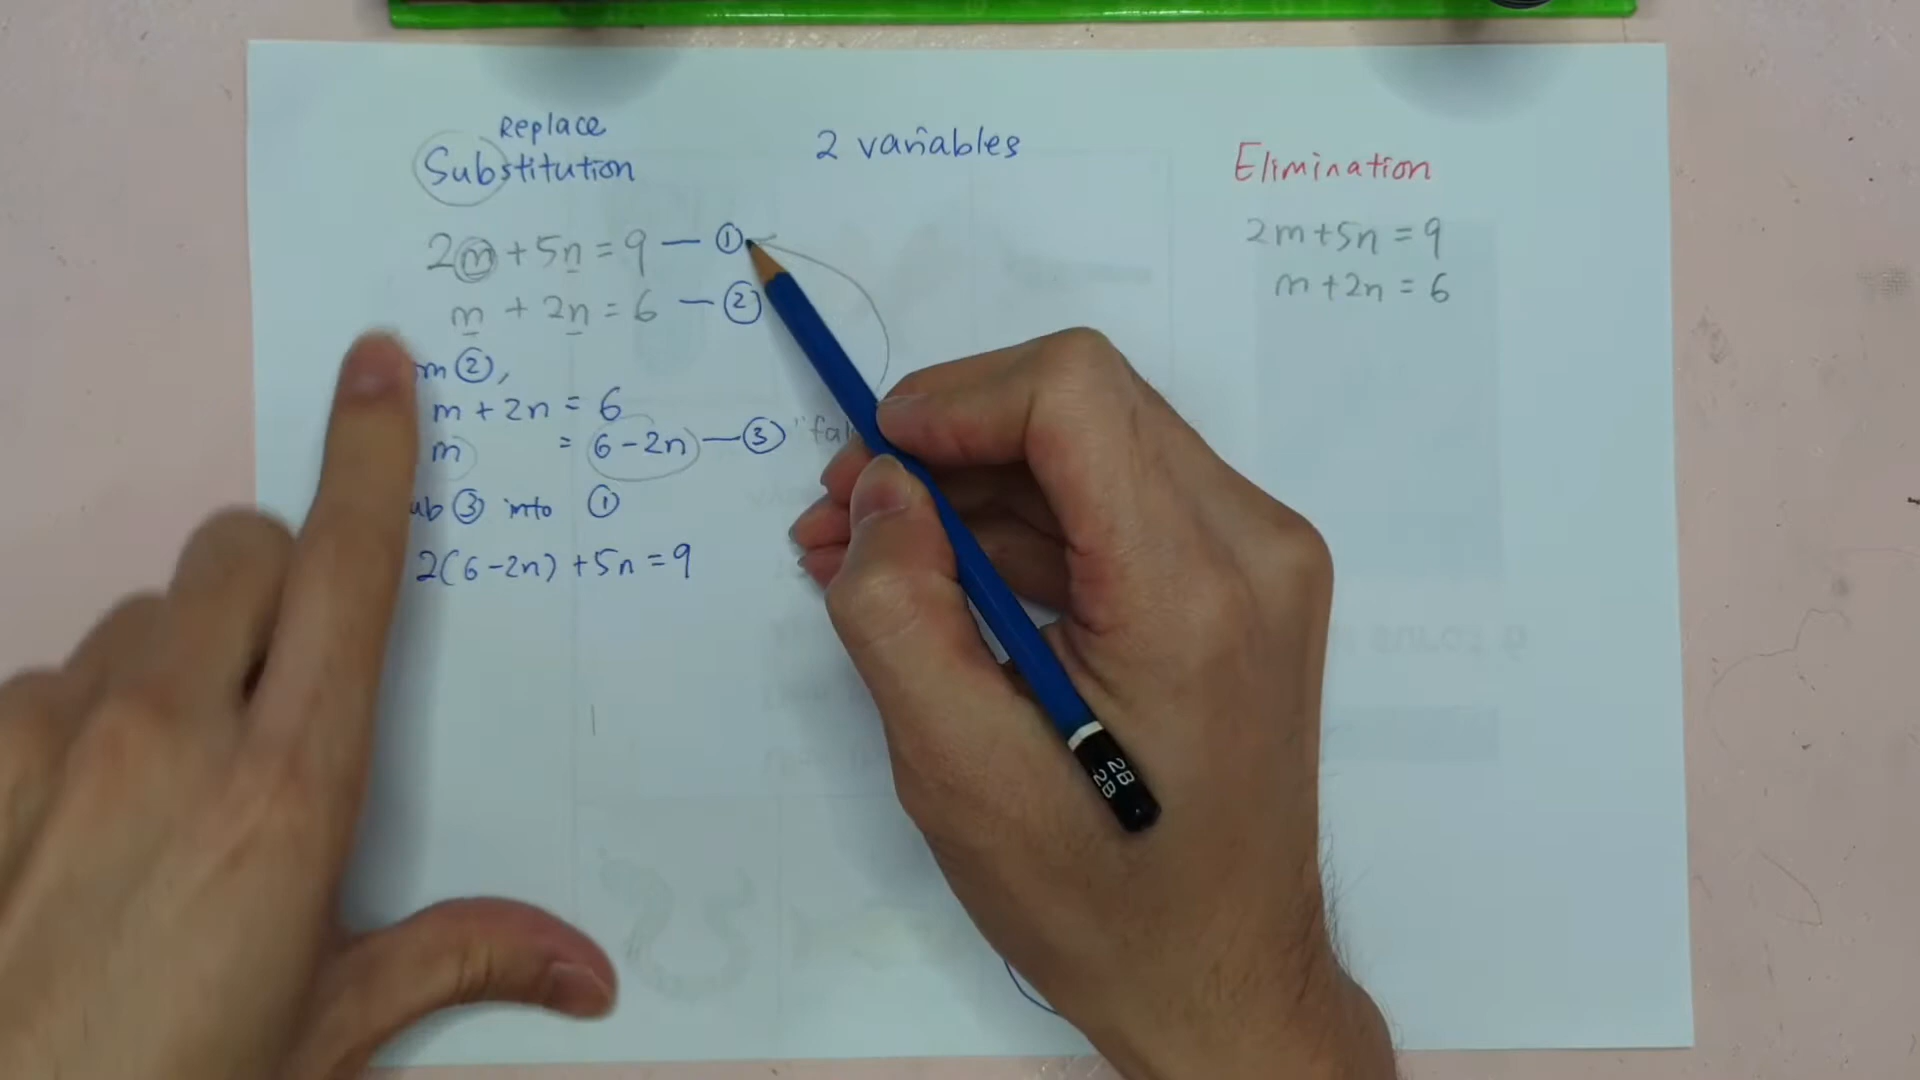 Replace
Substitution
2m + 5n = 9 — ①
m + 2n = 6 — ②
m ②,
m + 2n = 6
m = 6 - 2n — ③
ub ③ into ①
2(6-2n) + 5n = 9
2 variables
Elimination
2m + 5n = 9
m + 2n = 6
2B
2B